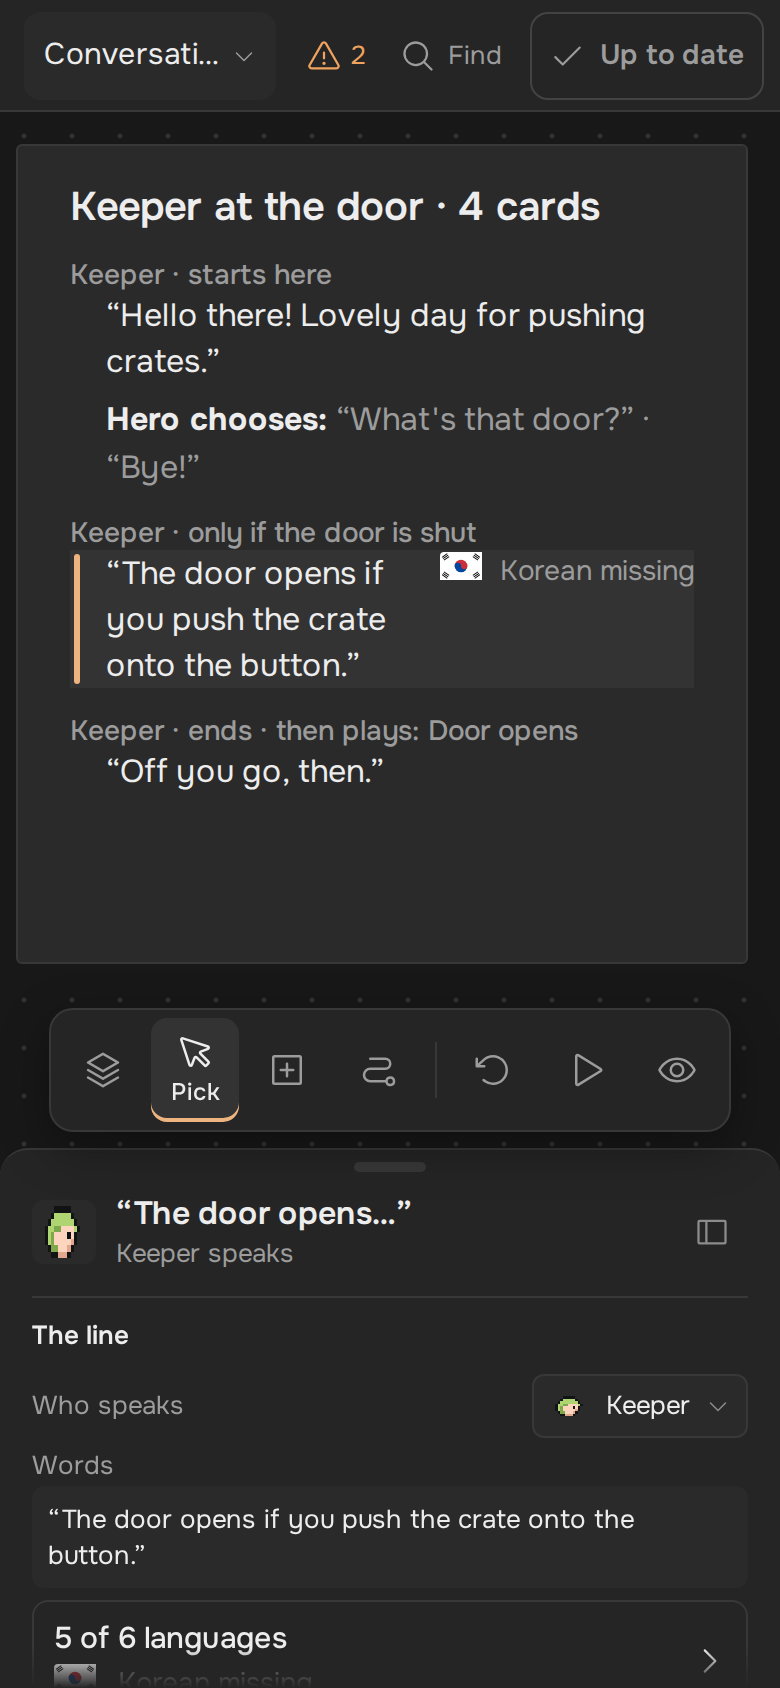 Conversati...
2
Find
Up to date
Keeper at the door · 4 cards
Keeper · starts here
“Hello there! Lovely day for pushing
crates.”
Hero chooses: “What's that door?” ·
“Bye!”
Keeper · only if the door is shut
“The door opens if
you push the crate
onto the button.”
Korean missing
Keeper · ends · then plays: Door opens
“Off you go, then.”
Pick
“The door opens...”
Keeper speaks
The line
Who speaks
Keeper
Words
“The door opens if you push the crate onto the
button.”
5 of 6 languages
Korean missing